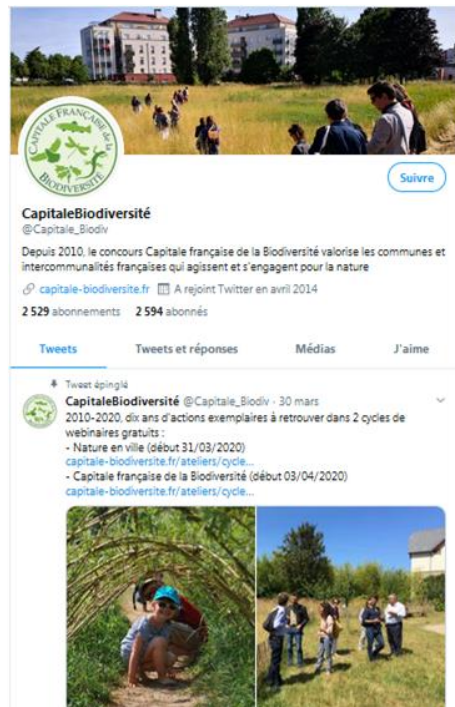 CAPITALE FRANÇAISE de la
BIODIVERSITÉ
Suivre
CapitaleBiodiversité
@Capitale_Biodiv
Depuis 2010, le concours Capitale française de la Biodiversité valorise les communes et
intercommunalités françaises qui agissent et s'engagent pour la nature
capitale-biodiversite.fr A rejoint Twitter en avril 2014
2 529 abonnements 2 594 abonnés
Tweets Tweets et réponses Médias J'aime
Tweet épinglé
CapitaleBiodiversité @Capitale_Biodiv · 30 mars
2010-2020, dix ans d'actions exemplaires à retrouver dans 2 cycles de
webinaires gratuits :
- Nature en ville (début 31/03/2020)
capitale-biodiversite.fr/ateliers/cycle...
- Capitale française de la Biodiversité (début 03/04/2020)
capitale-biodiversite.fr/ateliers/cycle...